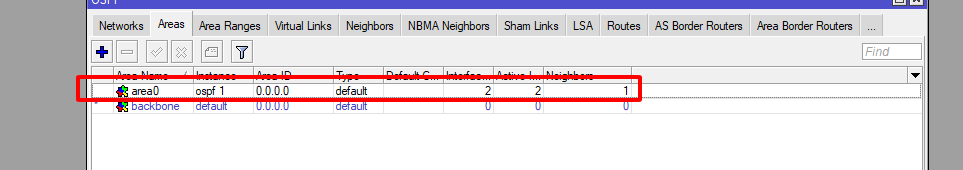 OSPF
Networks Areas Area Ranges Virtual Links Neighbors NBMA Neighbors Sham Links LSA Routes AS Border Routers Area Border Routers ...
Find
Area Name Instance Area ID Type Default C... Interfac... Active I... Neighbors
area0 ospf 1 0.0.0.0 default 2 2 1
backbone default 0.0.0.0 default 0 0 0